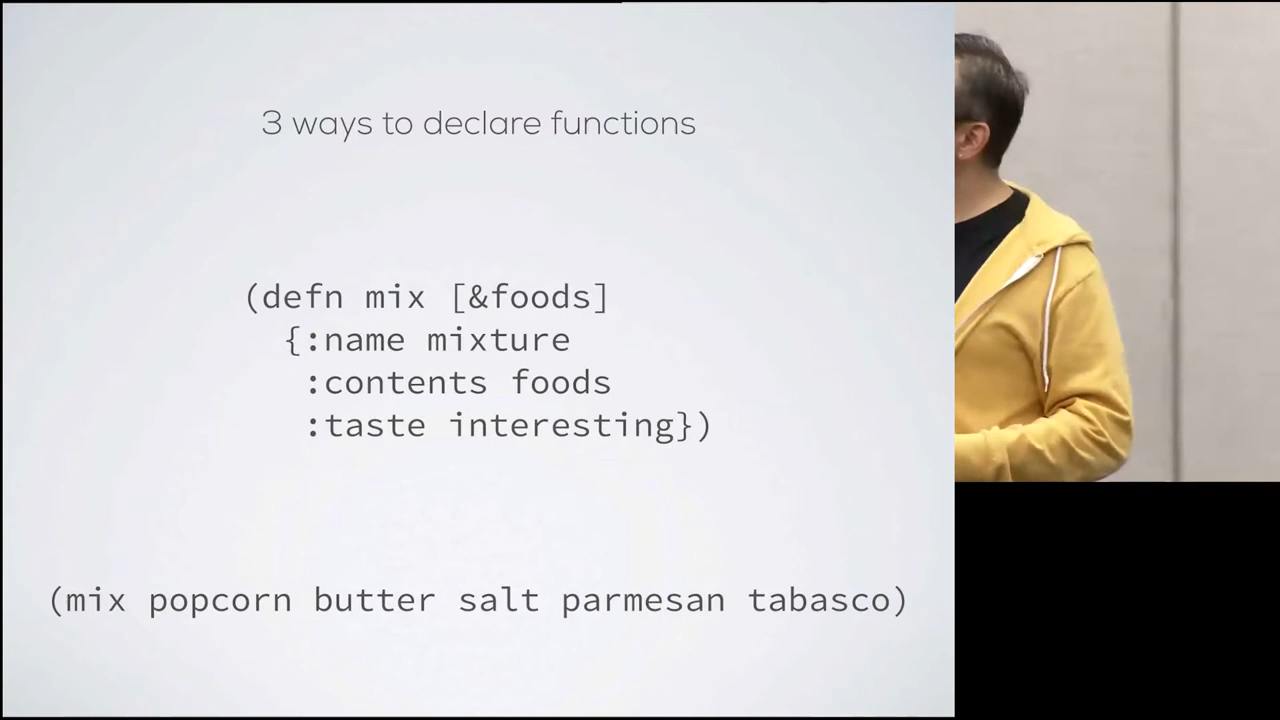 3 ways to declare functions
(defn mix [&foods]
{:name mixture
:contents foods
:taste interesting})
(mix popcorn butter salt parmesan tabasco)